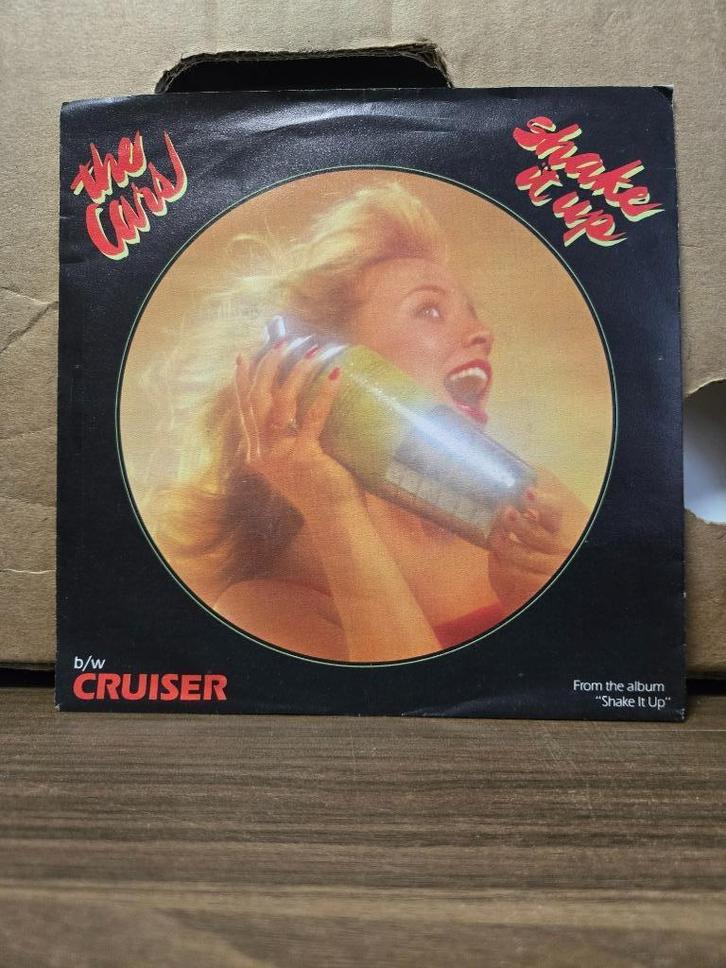 the
Cars
shake
it up
b/w
CRUISER
From the album
"Shake It Up"